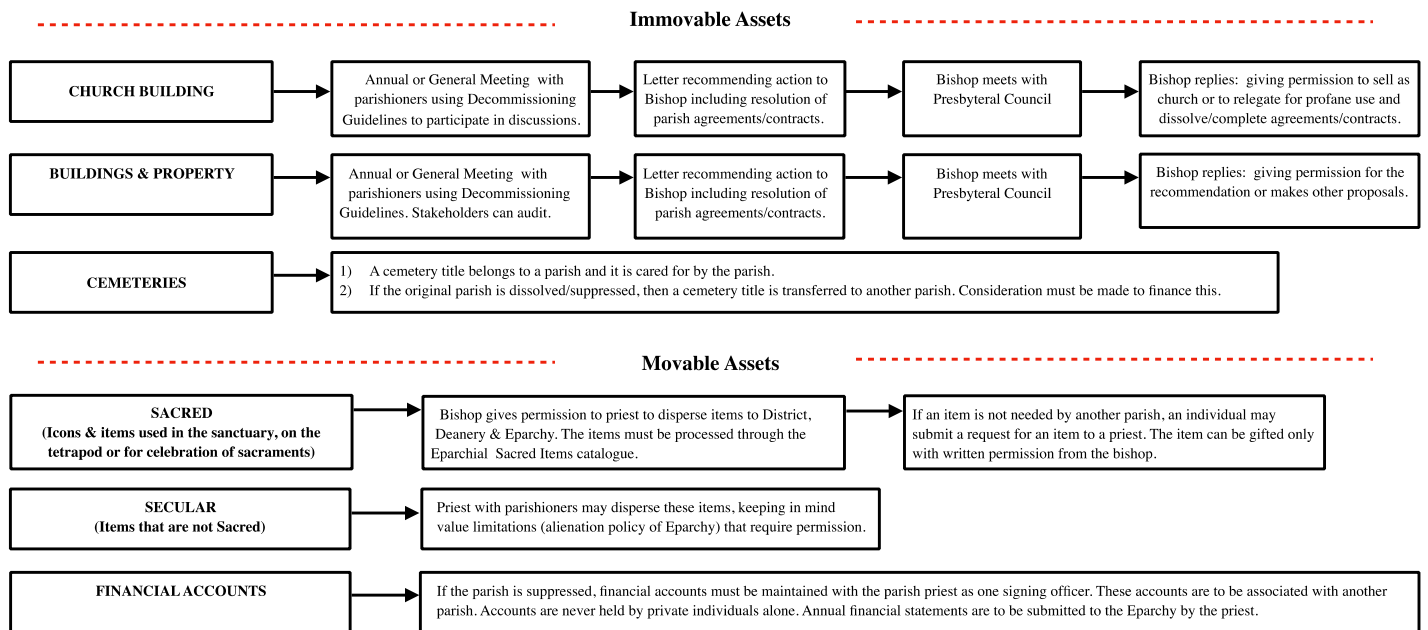 Immovable Assets
CHURCH BUILDING
Annual or General Meeting with
parishioners using Decommissioning
Guidelines to participate in discussions.
Letter recommending action to
Bishop including resolution of
parish agreements/contracts.
Bishop meets with
Presbyteral Council
Bishop replies: giving permission to sell as
church or to relegate for profane use and
dissolve/complete agreements/contracts.
BUILDINGS & PROPERTY
Annual or General Meeting with
parishioners using Decommissioning
Guidelines. Stakeholders can audit.
Letter recommending action to
Bishop including resolution of
parish agreements/contracts.
Bishop meets with
Presbyteral Council
Bishop replies: giving permission for the
recommendation or makes other proposals.
CEMETERIES
1) A cemetery title belongs to a parish and it is cared for by the parish.
2) If the original parish is dissolved/suppressed, then a cemetery title is transferred to another parish. Consideration must be made to finance this.
Movable Assets
SACRED
(Icons & items used in the sanctuary, on the
tetrapod or for celebration of sacraments)
Bishop gives permission to priest to disperse items to District,
Deanery & Eparchy. The items must be processed through the
Eparchial Sacred Items catalogue.
If an item is not needed by another parish, an individual may
submit a request for an item to a priest. The item can be gifted only
with written permission from the bishop.
SECULAR
(Items that are not Sacred)
Priest with parishioners may disperse these items, keeping in mind
value limitations (alienation policy of Eparchy) that require permission.
FINANCIAL ACCOUNTS
If the parish is suppressed, financial accounts must be maintained with the parish priest as one signing officer. These accounts are to be associated with another
parish. Accounts are never held by private individuals alone. Annual financial statements are to be submitted to the Eparchy by the priest.